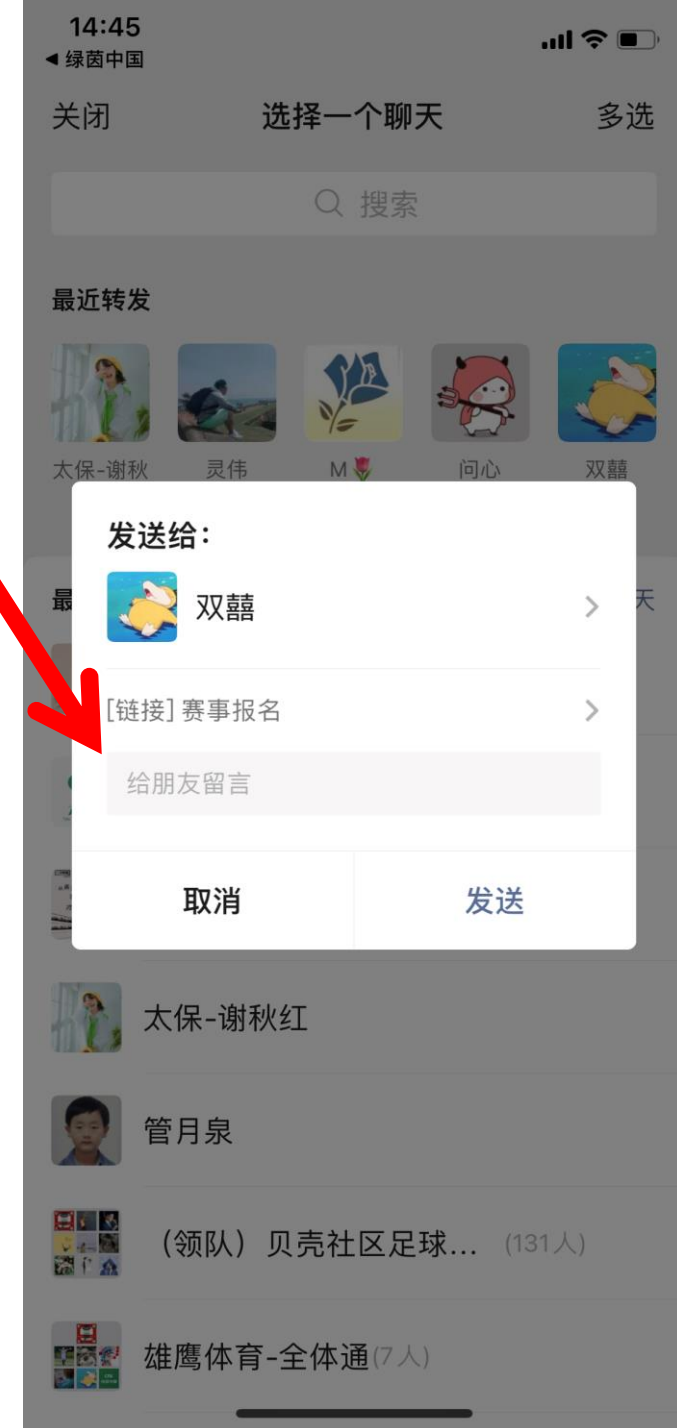 14:45
◀ 绿茵中国
关闭 选择一个聊天 多选
搜索
最近转发
太保-谢秋 灵伟 M🌷 问心 双囍
发送给：
最 双囍 天
[链接] 赛事报名
给朋友留言
取消 发送
太保-谢秋红
管月泉
（领队）贝壳社区足球... (131人)
雄鹰体育-全体通(7人)